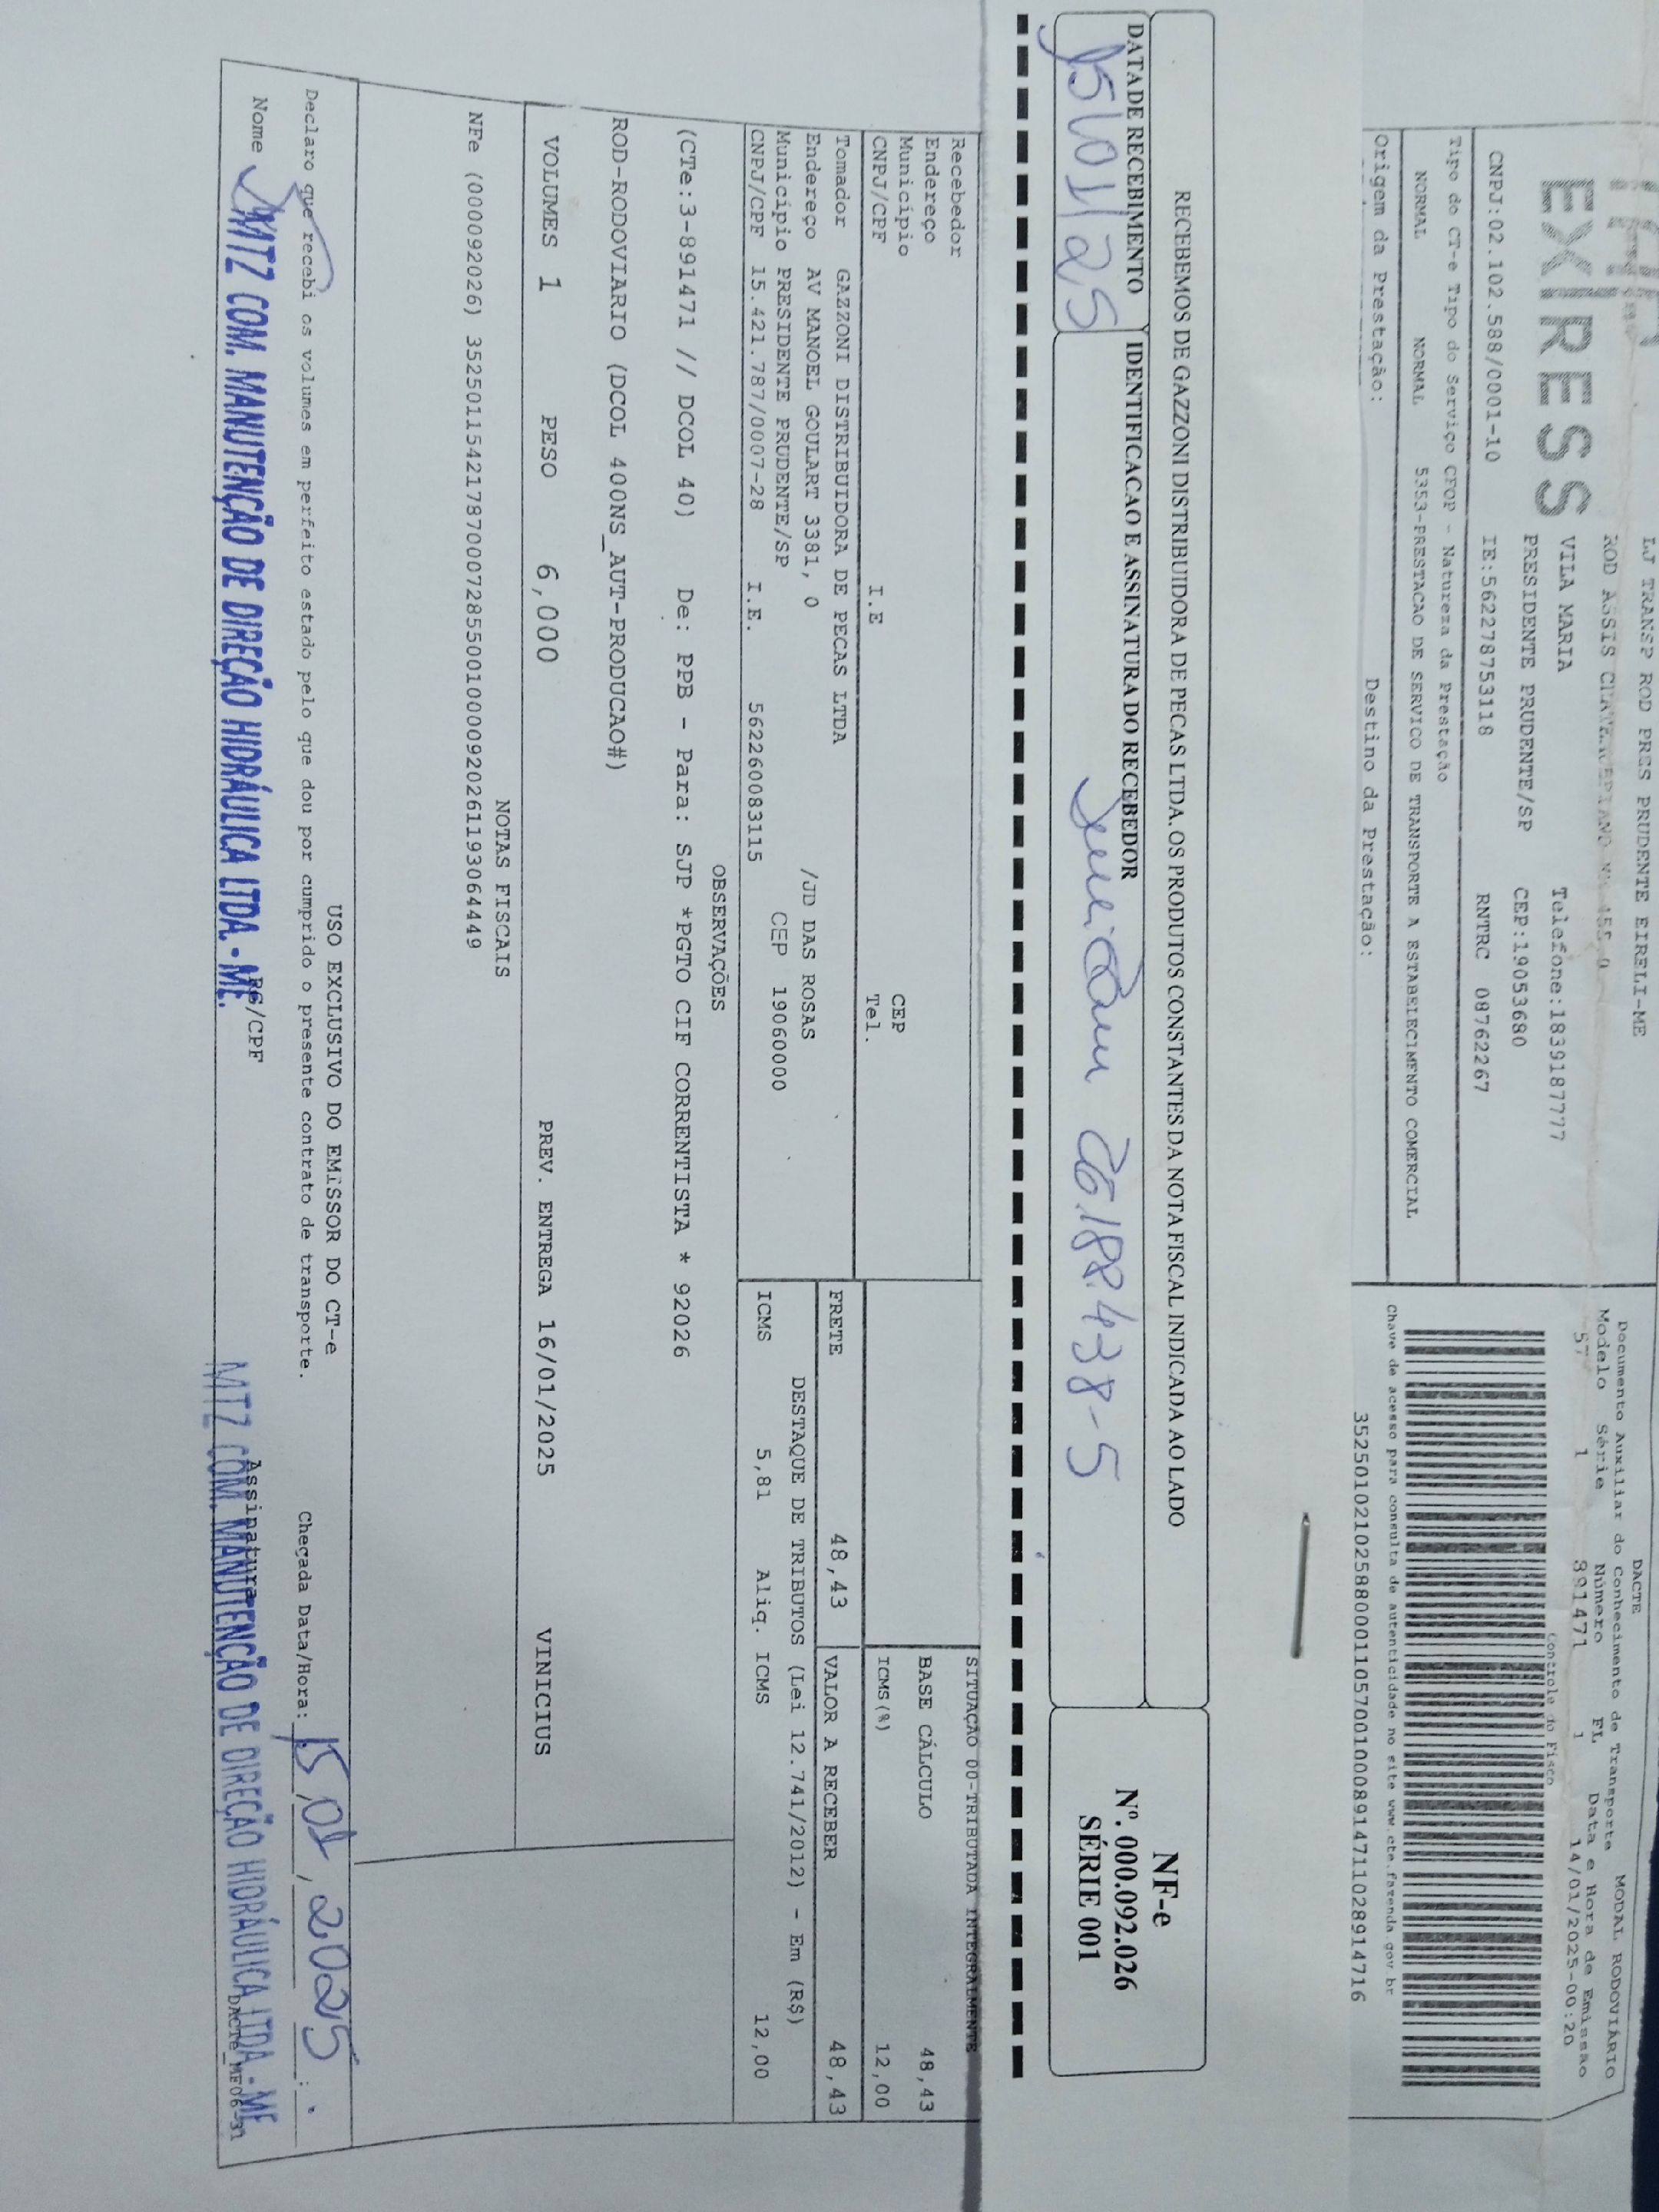 EXPRESS
LJ TRANSP ROD PRES PRUDENTE EIRELI-ME
ROD ASSIS
VILA MARIA Telefone:1839187777
PRESIDENTE PRUDENTE/SP CEP:19053680
CNPJ:02.102.588/0001-10 IE:562278753118 RNTRC 08762267
Tipo do CT-e Tipo do Serviço CFOP - Natureza da Prestação
NORMAL NORMAL 5353-PRESTACAO DE SERVICO DE TRANSPORTE A ESTABELECIMENTO COMERCIAL
Origem da Prestação: Destino da Prestação:
DACTE MODAL RODOVIÁRIO
Documento Auxiliar do Conhecimento de Transporte
Modelo Série Número FL Data e Hora de Emissão
57 1 891471 1 14/01/2025-00:20
Controle do Fisco
Chave de acesso para consulta de autenticidade no site www.cte.fazenda.gov.br
35250102102588000110570010008914711028914716
RECEBEMOS DE GAZZONI DISTRIBUIDORA DE PECAS LTDA. OS PRODUTOS CONSTANTES DA NOTA FISCAL INDICADA AO LADO
DATA DE RECEBIMENTO IDENTIFICACAO E ASSINATURA DO RECEBEDOR
15/01/25 26.188.438-5
NF-e
Nº. 000.092.026
SÉRIE 001
Recebedor
Endereço
Município CEP
CNPJ/CPF I.E Tel.
SITUAÇÃO 00-TRIBUTADA INTEGRALMENTE
BASE CÁLCULO 48,43
ICMS(%) 12,00
Tomador GAZZONI DISTRIBUIDORA DE PECAS LTDA
Endereço AV MANOEL GOULART 3381, 0 /JD DAS ROSAS
Município PRESIDENTE PRUDENTE/SP CEP 19060000
CNPJ/CPF 15.421.787/0007-28 I.E. 562260083115
FRETE 48,43 VALOR A RECEBER 48,43
DESTAQUE DE TRIBUTOS (Lei 12.741/2012) - Em (R$)
ICMS 5,81 Aliq. ICMS 12,00
OBSERVAÇÕES
(CTe:3-891471 // DCOL 40) De: PPB - Para: SJP *PGTO CIF CORRENTISTA * 92026
ROD-RODOVIARIO (DCOL 400NS_AUT-PRODUCAO#)
VOLUMES 1 PESO 6,000 PREV. ENTREGA 16/01/2025 VINICIUS
NOTAS FISCAIS
NFe (000092026) 35250115421787000728550010000920261193064449
USO EXCLUSIVO DO EMISSOR DO CT-e
Declaro que recebi os volumes em perfeito estado pelo que dou por cumprido o presente contrato de transporte. Chegada Data/Hora: 15/01/2025 :
Nome RG/CPF Assinatura
MTZ COM. MANUTENÇÃO DE DIREÇÃO HIDRÁULICA LTDA.-ME.
MTZ COM. MANUTENÇÃO DE DIREÇÃO HIDRÁULICA LTDA.-ME